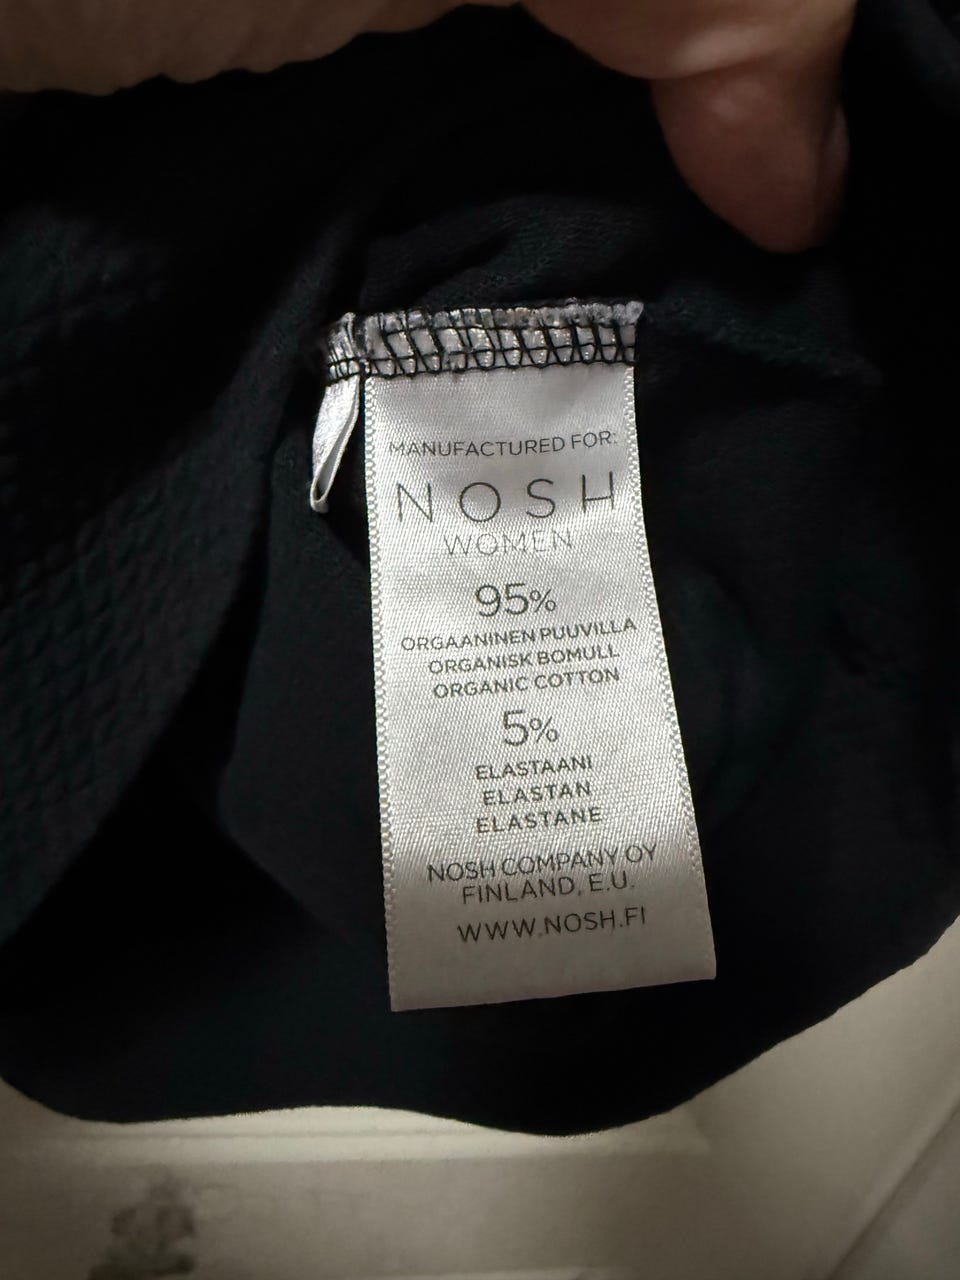 MANUFACTURED FOR:
NOSH
WOMEN
95%
ORGAANINEN PUUVILLA
ORGANISK BOMULL
ORGANIC COTTON
5%
ELASTAANI
ELASTAN
ELASTANE
NOSH COMPANY OY
FINLAND, E.U.
WWW.NOSH.FI